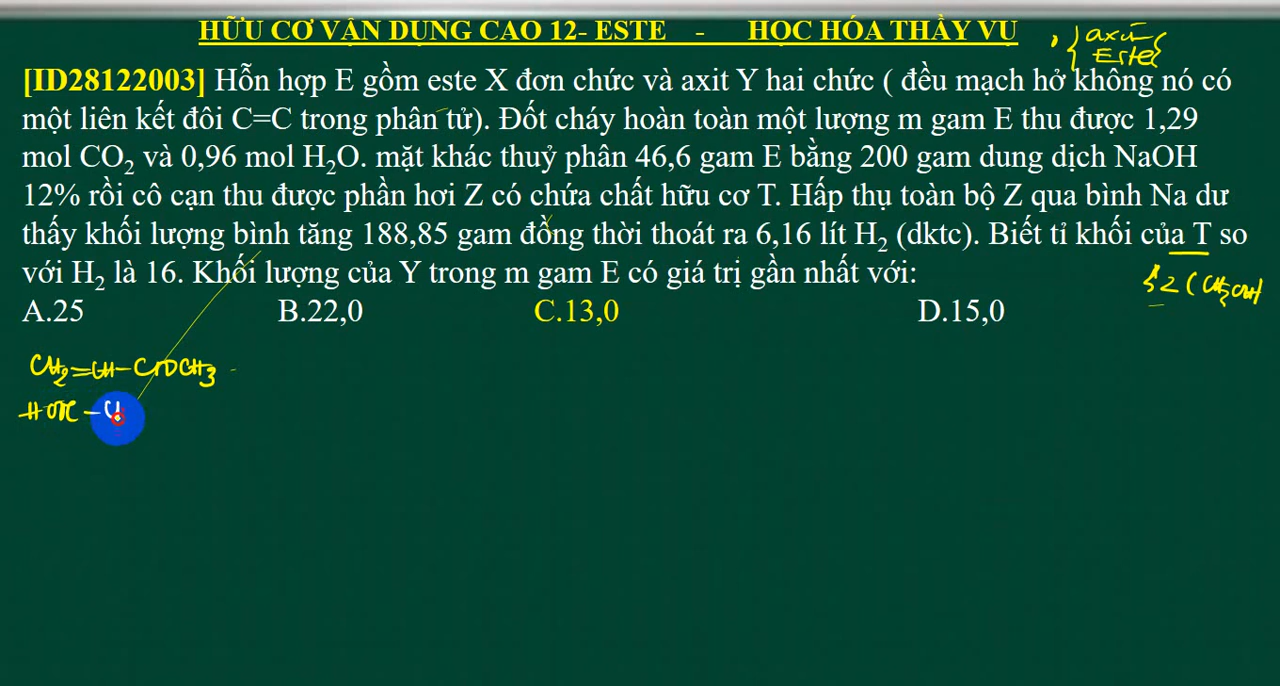 HỮU CƠ VẬN DỤNG CAO 12- ESTE - HỌC HÓA THẦY VỤ
axit
Este
[ID28122003] Hỗn hợp E gồm este X đơn chức và axit Y hai chức ( đều mạch hở không nó có
một liên kết đôi C=C trong phân tử). Đốt cháy hoàn toàn một lượng m gam E thu được 1,29
mol CO2 và 0,96 mol H2O. mặt khác thuỷ phân 46,6 gam E bằng 200 gam dung dịch NaOH
12% rồi cô cạn thu được phần hơi Z có chứa chất hữu cơ T. Hấp thụ toàn bộ Z qua bình Na dư
thấy khối lượng bình tăng 188,85 gam đồng thời thoát ra 6,16 lít H2 (dktc). Biết tỉ khối của T so
với H2 là 16. Khối lượng của Y trong m gam E có giá trị gần nhất với:
A.25 B.22,0 C.13,0 D.15,0
CH2=CH-COOCH3